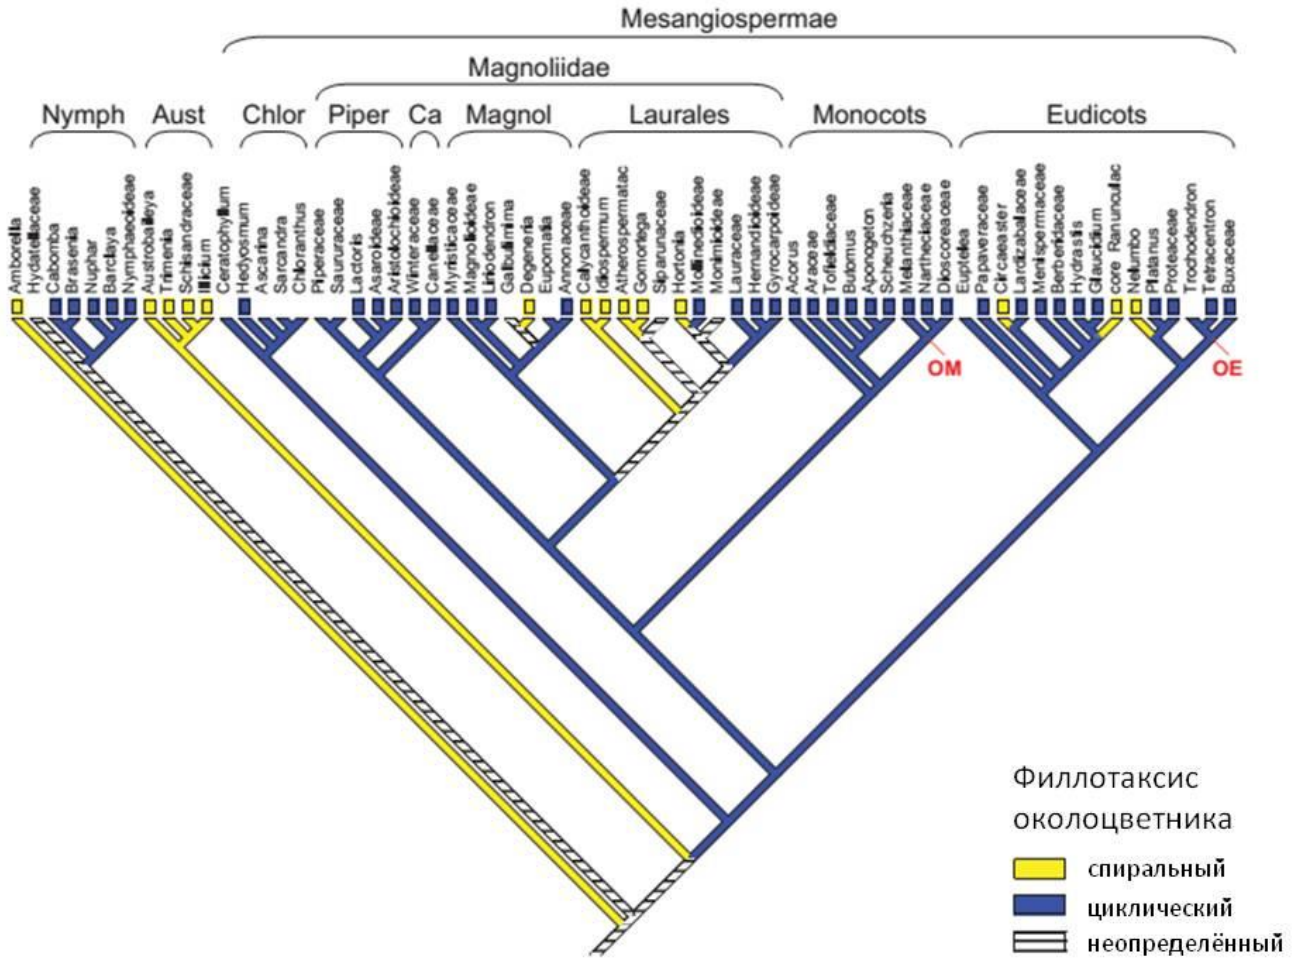 Mesangiospermae
Magnoliidae
Nymph Aust Chlor Piper Ca Magnol Laurales Monocots Eudicots
Amborella
Hydatellaceae
Cabomba
Brasenia
Nuphar
Barclaya
Nymphaeoideae
Austrobaileya
Trimenia
Schisandraceae
Illicium
Ceratophyllum
Hedyosmum
Ascarina
Sarcandra
Chloranthus
Piperaceae
Saururaceae
Lactoris
Asaroideae
Aristolochioideae
Winteraceae
Canellaceae
Myristicaceae
Magnolioideae
Liriodendron
Galbulimima
Degeneria
Eupomatia
Annonaceae
Calycanthoideae
Idiospermum
Atherospermatac
Gomortega
Siparunaceae
Hortonia
Mollinedioideae
Monimioideae
Lauraceae
Hernandioideae
Gyrocarpoideae
Acorus
Araceae
Tofieldiaceae
Butomus
Aponogeton
Scheuchzeria
Melanthiaceae
Nartheciaceae
Dioscoreaceae
Euptelea
Papaveraceae
Circaeaster
Lardizabalaceae
Menispermaceae
Berberidaceae
Hydrastis
Glaucidium
core Ranunculac
Nelumbo
Platanus
Proteaceae
Trochodendron
Tetracentron
Buxaceae
OM
OE
Филлотаксис
околоцветника
спиральный
циклический
неопределённый